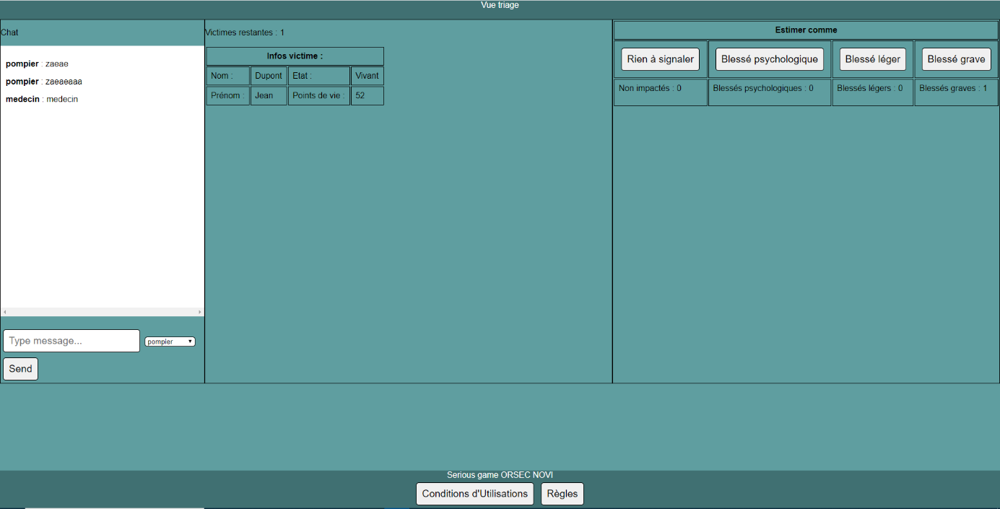 Vue triage
Chat
pompier : zaeae
pompier : zaeaeaaa
medecin : medecin
Type message...
pompier
Send
Victimes restantes : 1
Infos victime :
Nom : Dupont Etat : Vivant
Prénom : Jean Points de vie : 52
Estimer comme
Rien à signaler Blessé psychologique Blessé léger Blessé grave
Non impactés : 0 Blessés psychologiques : 0 Blessés légers : 0 Blessés graves : 1
Serious game ORSEC NOVI
Conditions d'Utilisations Règles